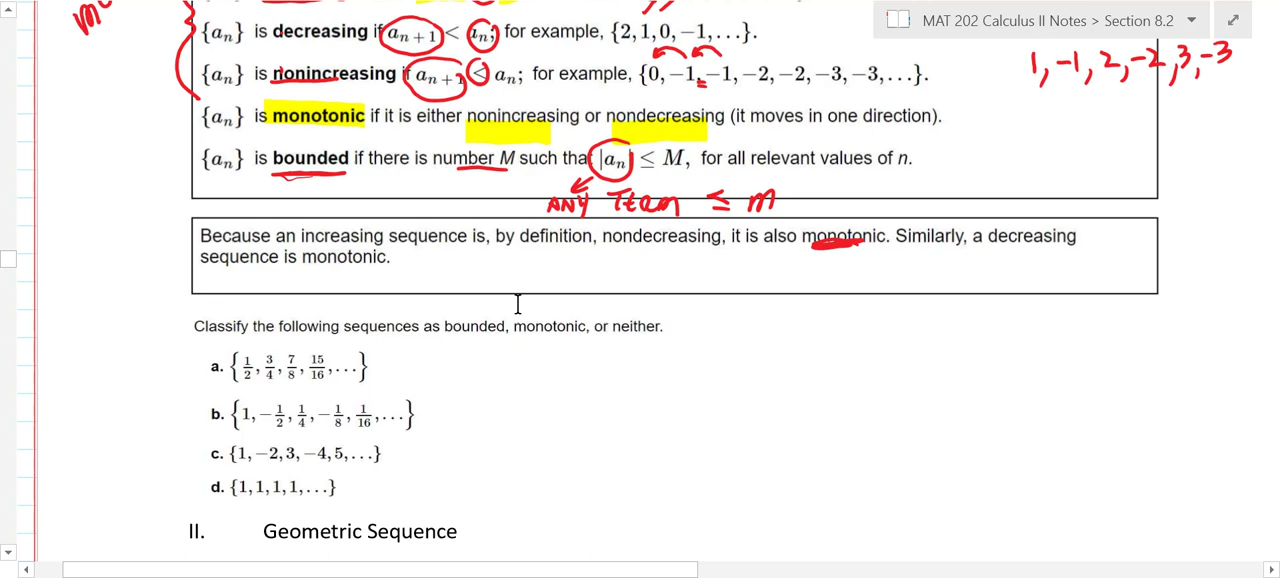 MAT 202 Calculus II Notes > Section 8.2
{aₙ} is decreasing if aₙ₊₁ < aₙ; for example, {2, 1, 0, −1, . . .}.
{aₙ} is nonincreasing if aₙ₊₁ ≤ aₙ; for example, {0, −1, −1, −2, −2, −3, −3, . . .}.
1, -1, 2, -2, 3, -3
{aₙ} is monotonic if it is either nonincreasing or nondecreasing (it moves in one direction).
{aₙ} is bounded if there is number M such that |aₙ| ≤ M, for all relevant values of n.
ANY Term ≤ m
Because an increasing sequence is, by definition, nondecreasing, it is also monotonic. Similarly, a decreasing
sequence is monotonic.
Classify the following sequences as bounded, monotonic, or neither.
a. {1/2, 3/4, 7/8, 15/16, . . .}
b. {1, −1/2, 1/4, −1/8, 1/16, . . .}
c. {1, −2, 3, −4, 5, . . .}
d. {1, 1, 1, 1, . . .}
II. Geometric Sequence